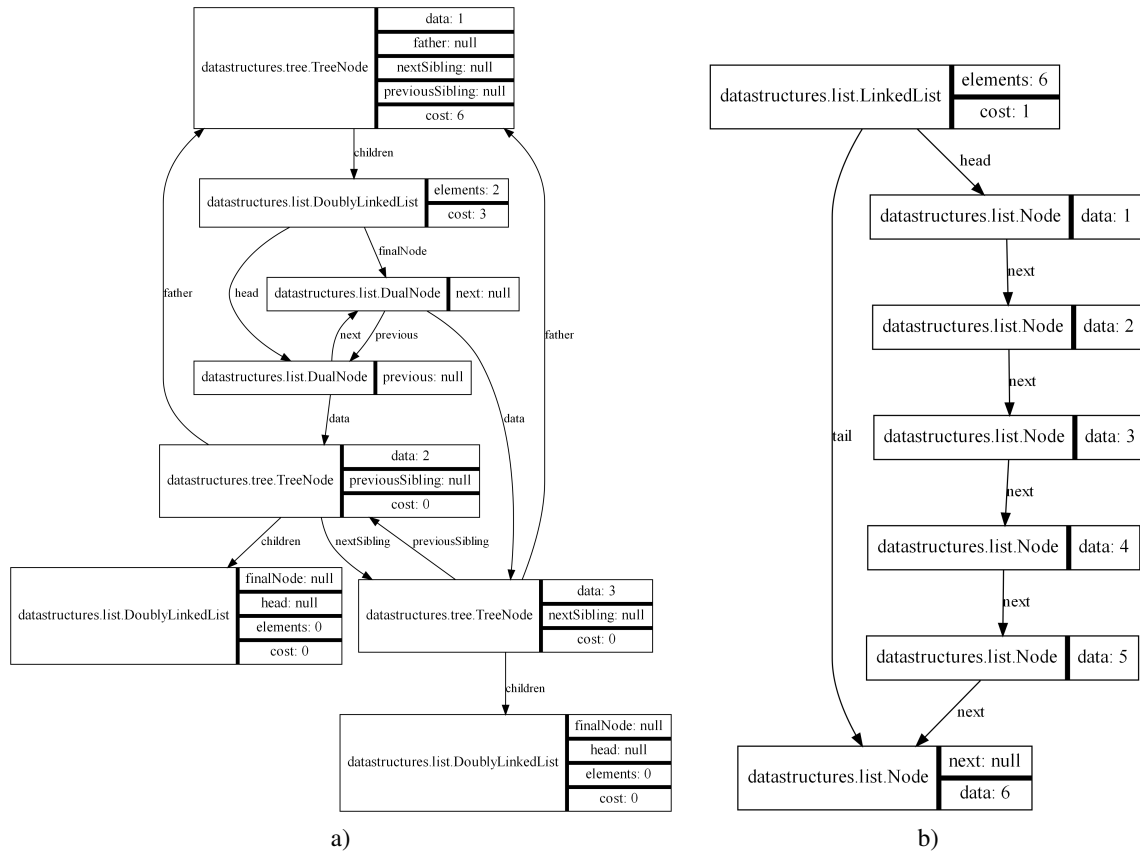 datastructures.tree.TreeNode
data: 1
father: null
nextSibling: null
previousSibling: null
cost: 6
children
datastructures.list.DoublyLinkedList
elements: 2
cost: 3
finalNode
head
datastructures.list.DualNode
next: null
father
next
previous
father
datastructures.list.DualNode
previous: null
data
data
datastructures.tree.TreeNode
data: 2
previousSibling: null
cost: 0
children
nextSibling
previousSibling
datastructures.list.DoublyLinkedList
finalNode: null
head: null
elements: 0
cost: 0
datastructures.tree.TreeNode
data: 3
nextSibling: null
cost: 0
children
datastructures.list.DoublyLinkedList
finalNode: null
head: null
elements: 0
cost: 0
a)
datastructures.list.LinkedList
elements: 6
cost: 1
head
datastructures.list.Node
data: 1
next
datastructures.list.Node
data: 2
next
datastructures.list.Node
data: 3
tail
next
datastructures.list.Node
data: 4
next
datastructures.list.Node
data: 5
next
datastructures.list.Node
next: null
data: 6
b)